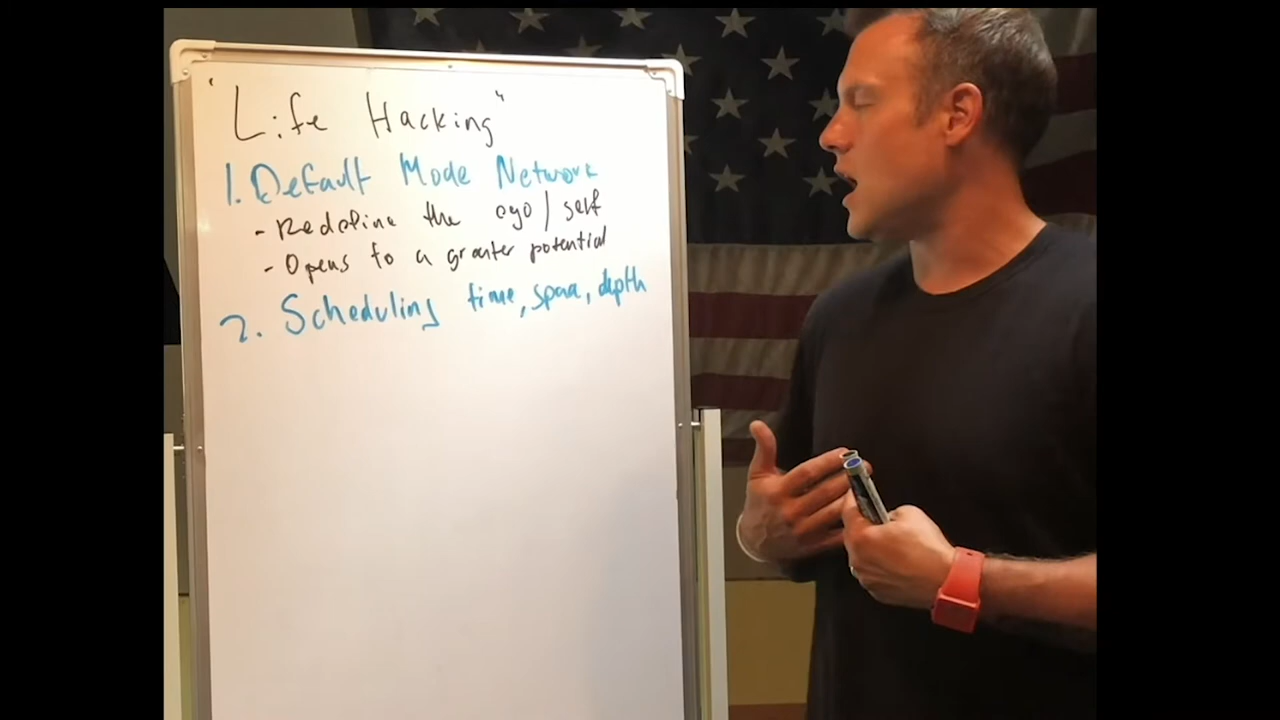 "Life Hacking"
1. Default Mode Network
- Redefine the ego/self
- Opens to a greater potential
2. Scheduling time, space, depth